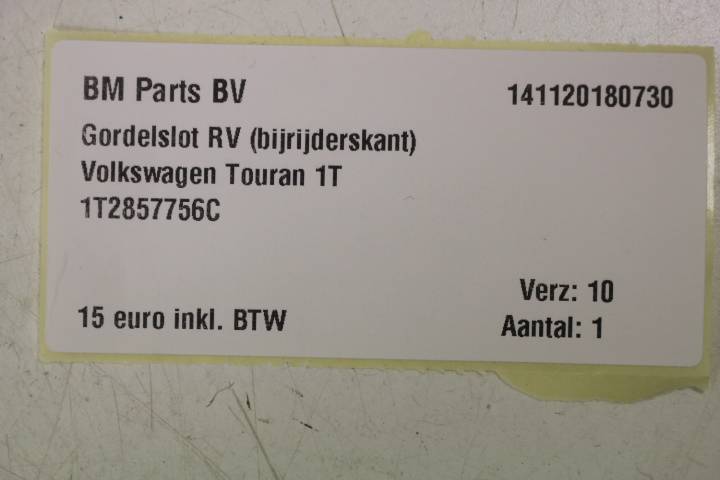 BM Parts BV 141120180730
Gordelslot RV (bijrijderskant)
Volkswagen Touran 1T
1T2857756C
Verz: 10
15 euro inkl. BTW Aantal: 1